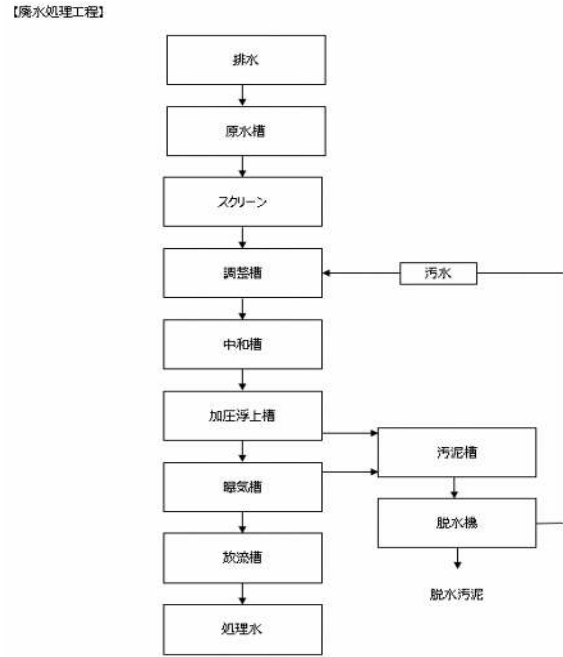 【廃水処理工程】
排水
原水槽
スクリーン
調整槽
汚水
中和槽
加圧浮上槽
汚泥槽
曝気槽
脱水機
放流槽
脱水汚泥
処理水